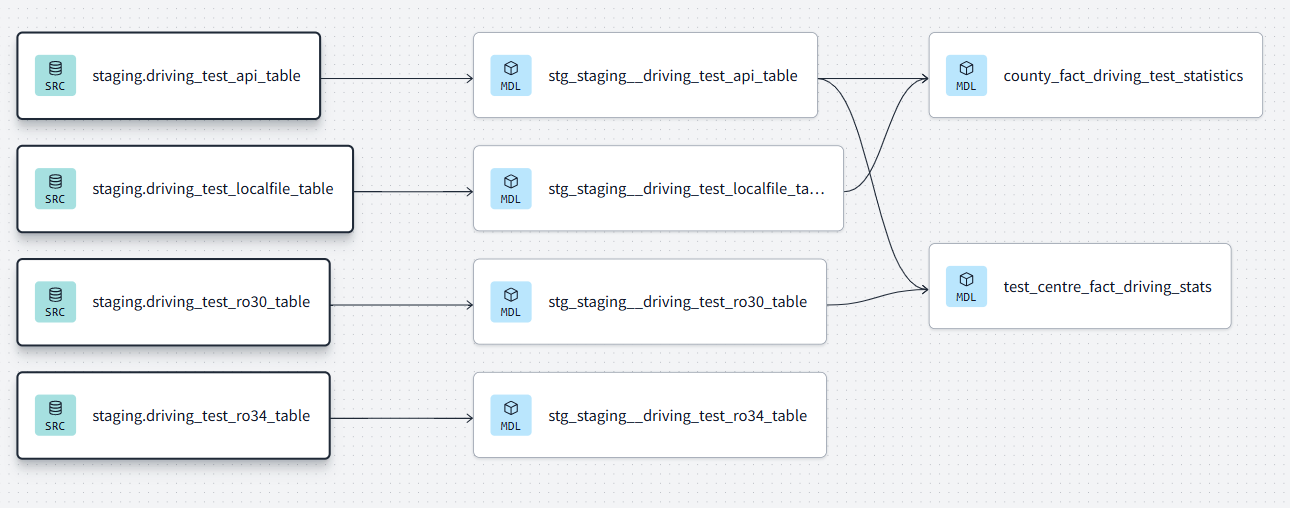 SRC
staging.driving_test_api_table
MDL
stg_staging__driving_test_api_table
MDL
county_fact_driving_test_statistics
SRC
staging.driving_test_localfile_table
MDL
stg_staging__driving_test_localfile_ta...
SRC
staging.driving_test_ro30_table
MDL
stg_staging__driving_test_ro30_table
MDL
test_centre_fact_driving_stats
SRC
staging.driving_test_ro34_table
MDL
stg_staging__driving_test_ro34_table